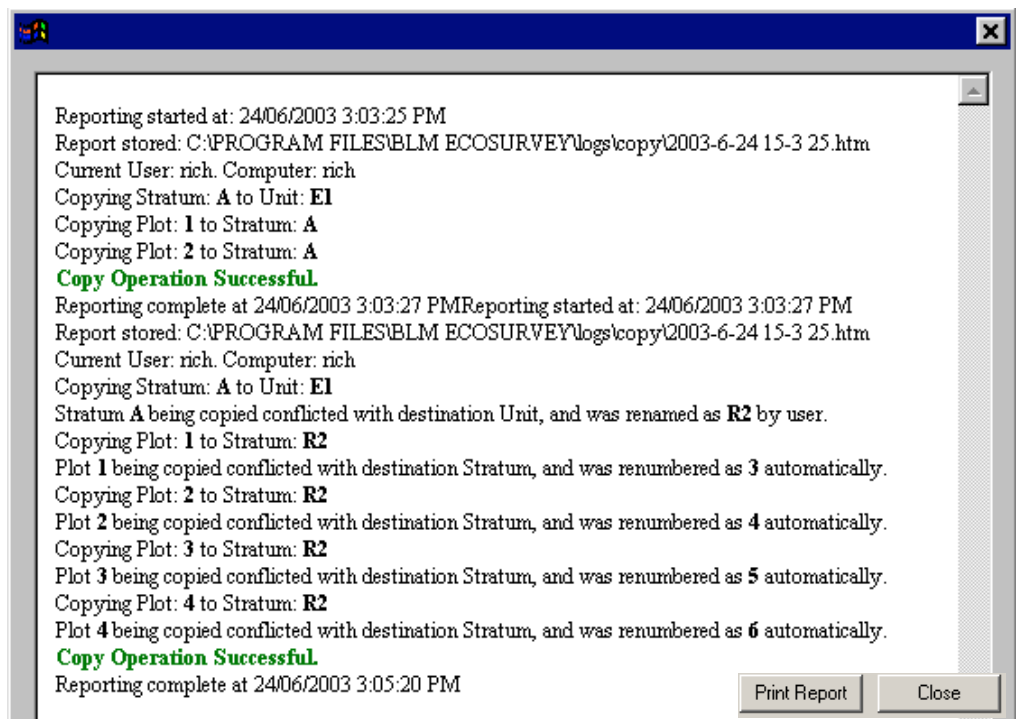 Reporting started at: 24/06/2003 3:03:25 PM
Report stored: C:\PROGRAM FILES\BLM ECOSURVEY\logs\copy\2003-6-24 15-3 25.htm
Current User: rich. Computer: rich
Copying Stratum: A to Unit: E1
Copying Plot: 1 to Stratum: A
Copying Plot: 2 to Stratum: A
Copy Operation Successful.
Reporting complete at 24/06/2003 3:03:27 PMReporting started at: 24/06/2003 3:03:27 PM
Report stored: C:\PROGRAM FILES\BLM ECOSURVEY\logs\copy\2003-6-24 15-3 25.htm
Current User: rich. Computer: rich
Copying Stratum: A to Unit: E1
Stratum A being copied conflicted with destination Unit, and was renamed as R2 by user.
Copying Plot: 1 to Stratum: R2
Plot 1 being copied conflicted with destination Stratum, and was renumbered as 3 automatically.
Copying Plot: 2 to Stratum: R2
Plot 2 being copied conflicted with destination Stratum, and was renumbered as 4 automatically.
Copying Plot: 3 to Stratum: R2
Plot 3 being copied conflicted with destination Stratum, and was renumbered as 5 automatically.
Copying Plot: 4 to Stratum: R2
Plot 4 being copied conflicted with destination Stratum, and was renumbered as 6 automatically.
Copy Operation Successful.
Reporting complete at 24/06/2003 3:05:20 PM
Print Report
Close